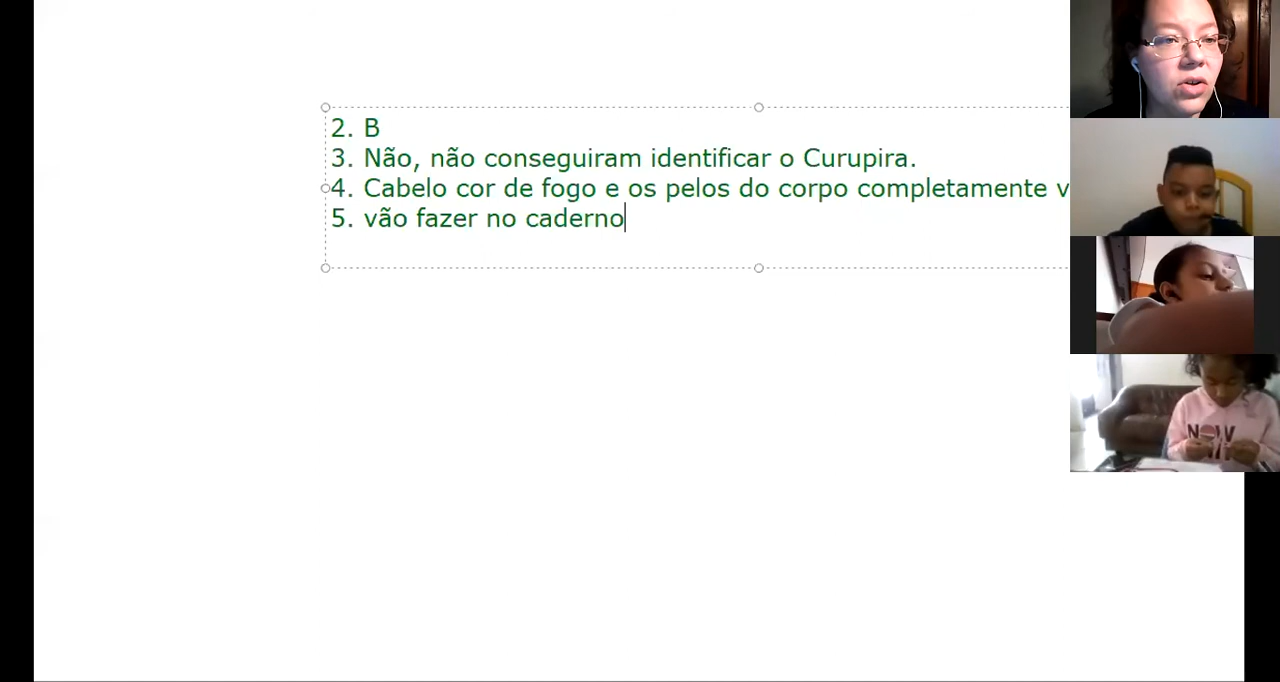 2. B
3. Não, não conseguiram identificar o Curupira.
4. Cabelo cor de fogo e os pelos do corpo completamente v
5. vão fazer no caderno
NOW